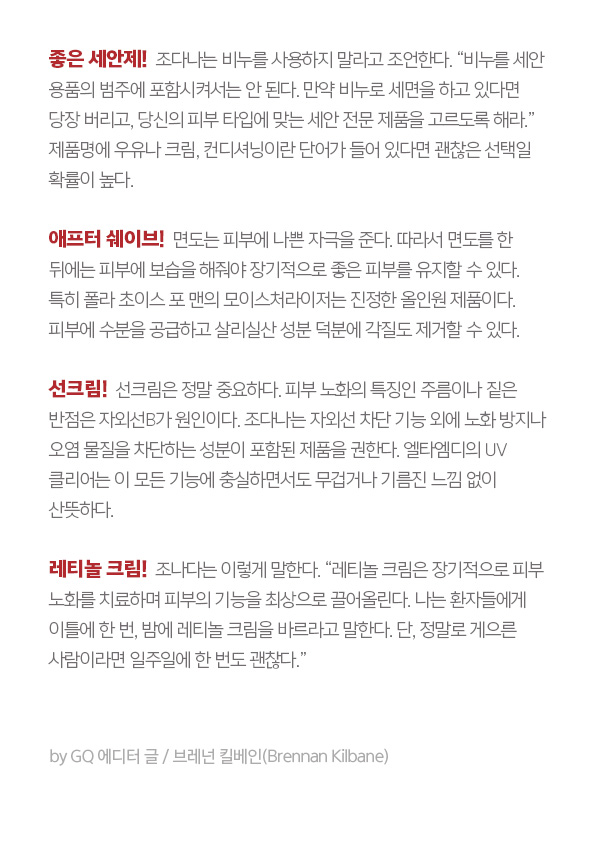 좋은 세안제! 조다나는 비누를 사용하지 말라고 조언한다. “비누를 세안
용품의 범주에 포함시켜서는 안 된다. 만약 비누로 세면을 하고 있다면
당장 버리고, 당신의 피부 타입에 맞는 세안 전문 제품을 고르도록 해라.”
제품명에 우유나 크림, 컨디셔닝이란 단어가 들어 있다면 괜찮은 선택일
확률이 높다.
애프터 쉐이브! 면도는 피부에 나쁜 자극을 준다. 따라서 면도를 한
뒤에는 피부에 보습을 해줘야 장기적으로 좋은 피부를 유지할 수 있다.
특히 폴라 초이스 포 맨의 모이스처라이저는 진정한 올인원 제품이다.
피부에 수분을 공급하고 살리실산 성분 덕분에 각질도 제거할 수 있다.
선크림! 선크림은 정말 중요하다. 피부 노화의 특징인 주름이나 짙은
반점은 자외선B가 원인이다. 조다나는 자외선 차단 기능 외에 노화 방지나
오염 물질을 차단하는 성분이 포함된 제품을 권한다. 엘타엠디의 UV
클리어는 이 모든 기능에 충실하면서도 무겁거나 기름진 느낌 없이
산뜻하다.
레티놀 크림! 조나다는 이렇게 말한다. “레티놀 크림은 장기적으로 피부
노화를 치료하며 피부의 기능을 최상으로 끌어올린다. 나는 환자들에게
이틀에 한 번, 밤에 레티놀 크림을 바르라고 말한다. 단, 정말로 게으른
사람이라면 일주일에 한 번도 괜찮다.”
by GQ 에디터 글 / 브레넌 킬베인(Brennan Kilbane)